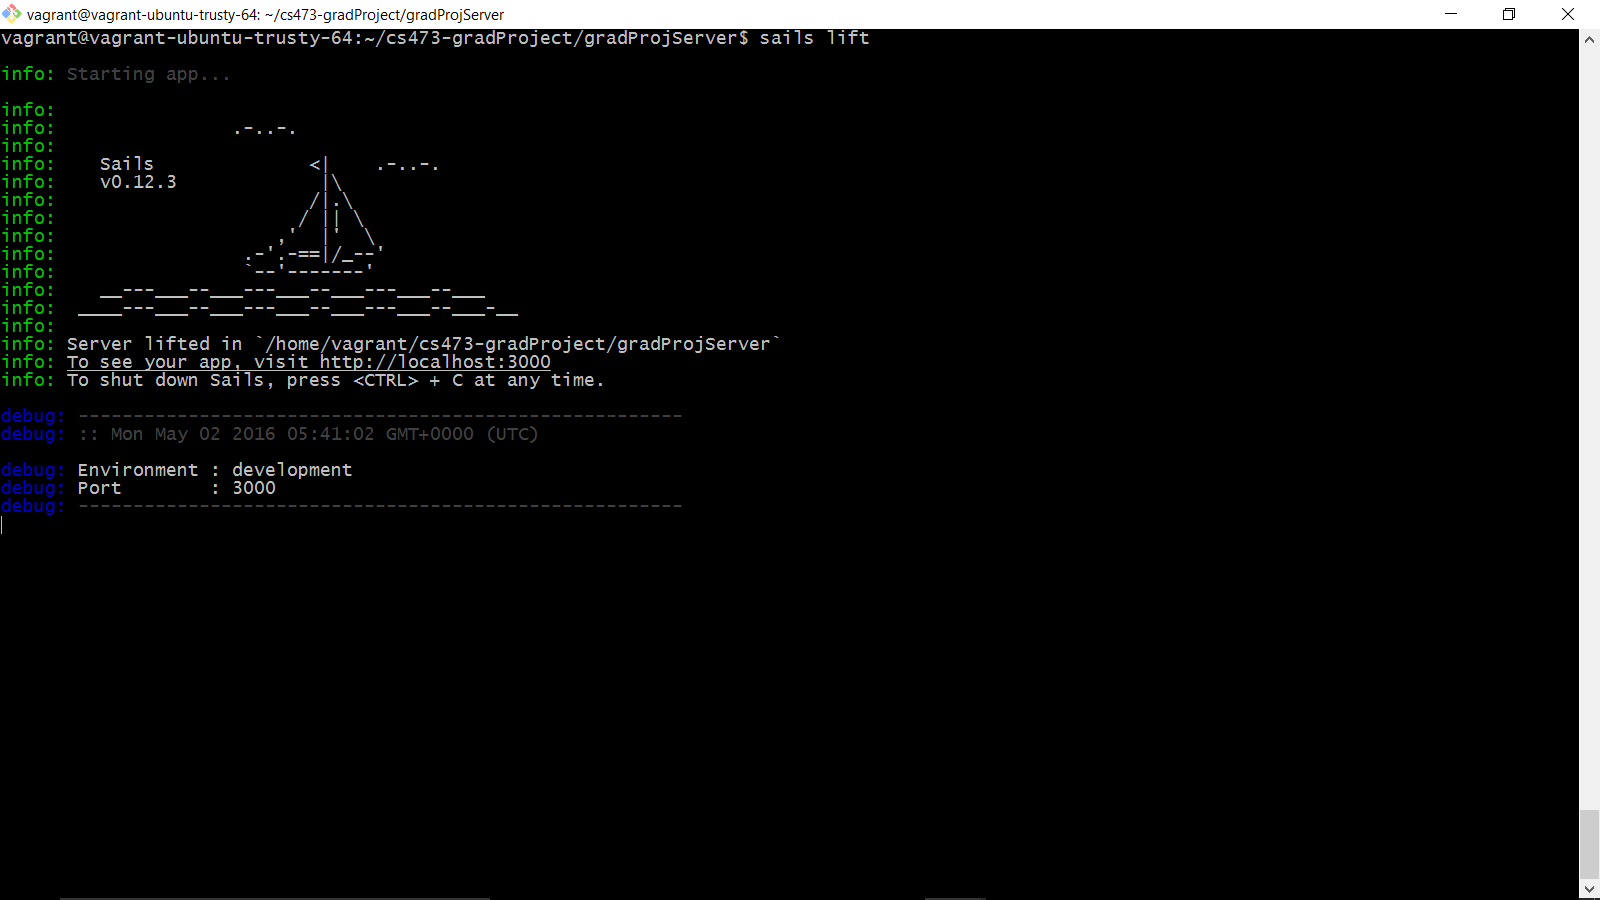 vagrant@vagrant-ubuntu-trusty-64: ~/cs473-gradProject/gradProjServer
vagrant@vagrant-ubuntu-trusty-64:~/cs473-gradProject/gradProjServer$ sails lift
info: Starting app...
info:
info:               .-..-.
info:
info:    Sails              <|    .-..-.
info:    v0.12.3             |\
info:                       /|.\
info:                      / || \
info:                    ,'  |'  \
info:                 .-'.-==|/_--'
info:                 `--'-------'
info:    __---___--___---___--___---___--___
info:  ____---___--___---___--___---___--___-__
info:
info: Server lifted in `/home/vagrant/cs473-gradProject/gradProjServer`
info: To see your app, visit http://localhost:3000
info: To shut down Sails, press <CTRL> + C at any time.
debug: -------------------------------------------------------
debug: :: Mon May 02 2016 05:41:02 GMT+0000 (UTC)
debug: Environment : development
debug: Port        : 3000
debug: -------------------------------------------------------